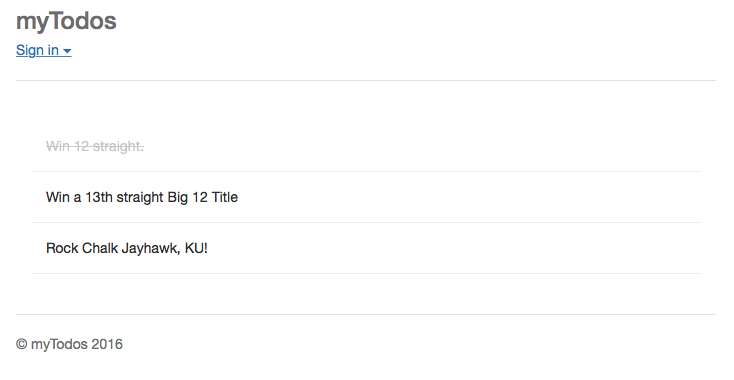 myTodos
Sign in
Win 12 straight.
Win a 13th straight Big 12 Title
Rock Chalk Jayhawk, KU!
© myTodos 2016